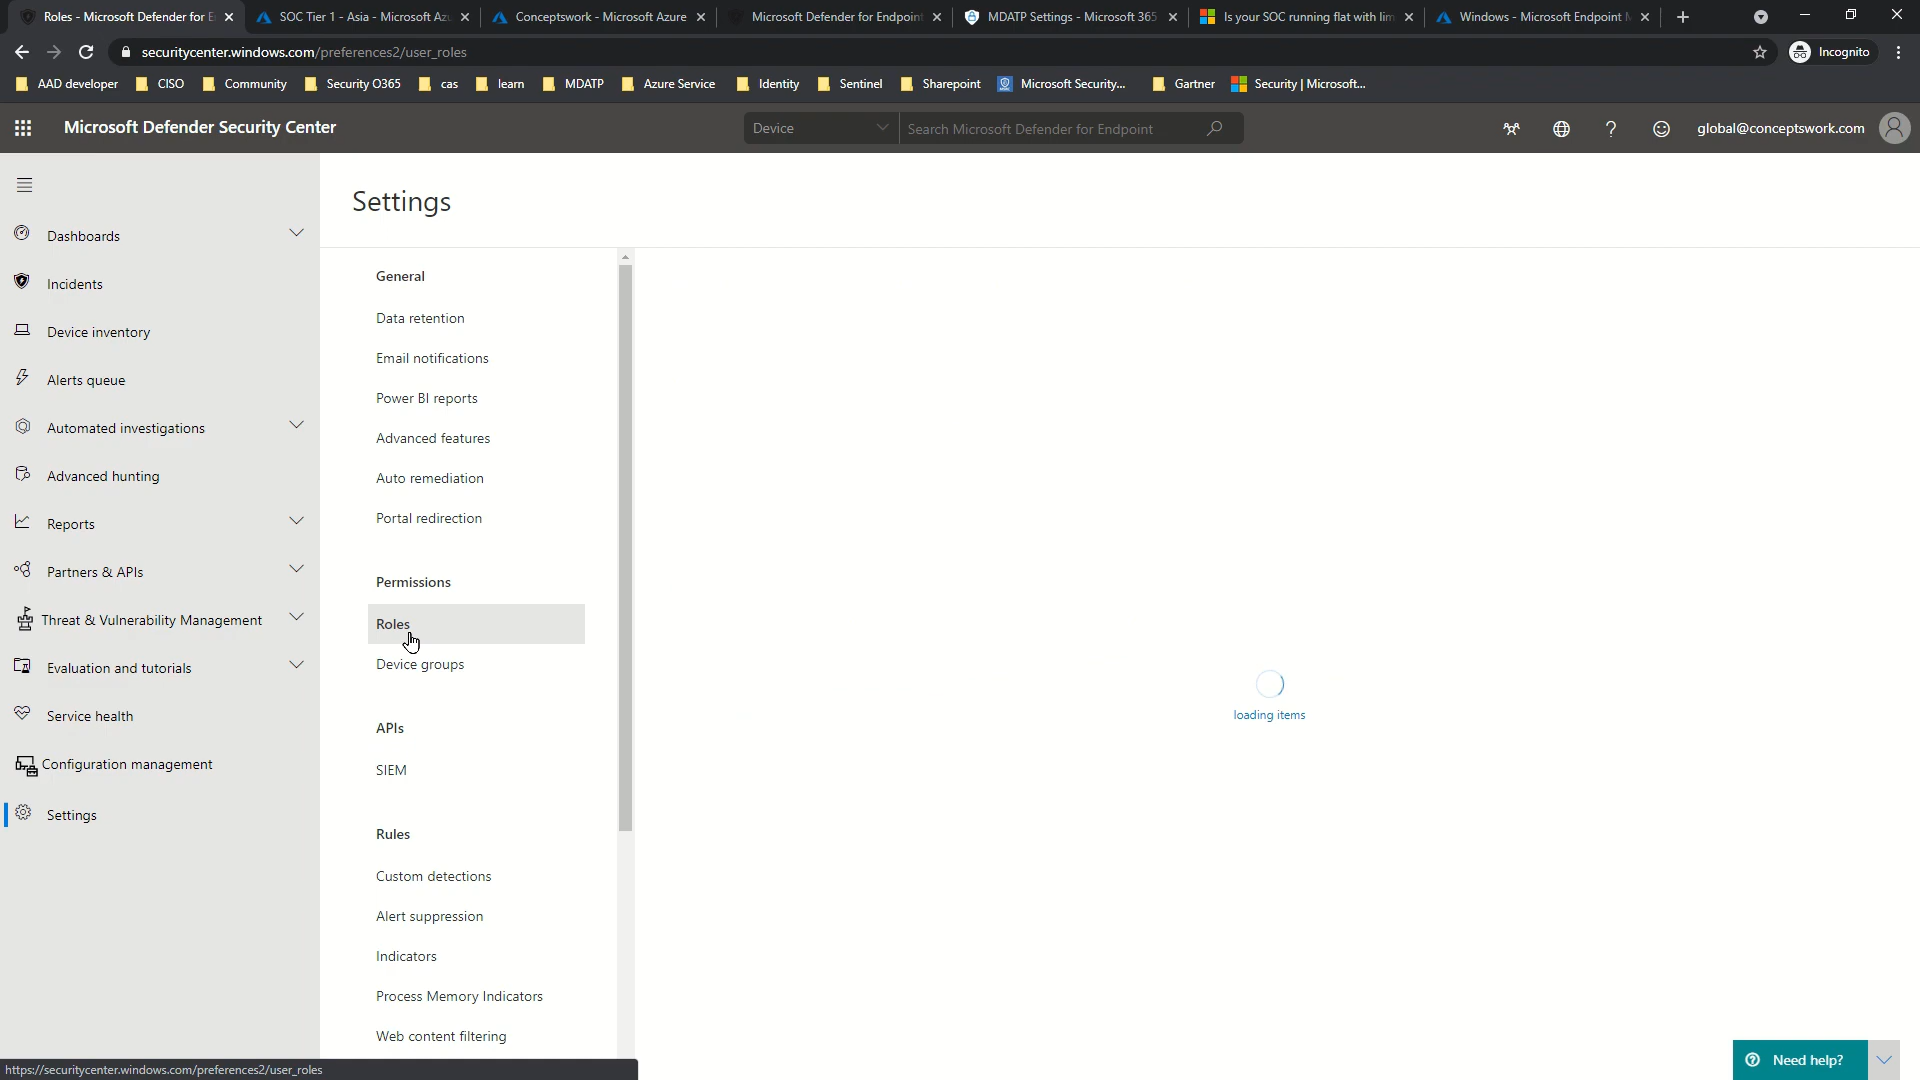 Roles - Microsoft Defender for E
SOC Tier 1 - Asia - Microsoft Az
Conceptswork - Microsoft Azure
Microsoft Defender for Endpoint
MDATP Settings - Microsoft 365
Is your SOC running flat with lim
Windows - Microsoft Endpoint M
securitycenter.windows.com/preferences2/user_roles
Incognito
AAD developer
CISO
Community
Security O365
cas
learn
MDATP
Azure Service
Identity
Sentinel
Sharepoint
Microsoft Security...
Gartner
Security | Microsoft...
Microsoft Defender Security Center
Device
Search Microsoft Defender for Endpoint
?
global@conceptswork.com
Dashboards
Incidents
Device inventory
Alerts queue
Automated investigations
Advanced hunting
Reports
Partners & APIs
Threat & Vulnerability Management
Evaluation and tutorials
Service health
Configuration management
Settings
Settings
General
Data retention
Email notifications
Power BI reports
Advanced features
Auto remediation
Portal redirection
Permissions
Roles
Device groups
APIs
SIEM
Rules
Custom detections
Alert suppression
Indicators
Process Memory Indicators
Web content filtering
loading items
Need help?
https://securitycenter.windows.com/preferences2/user_roles